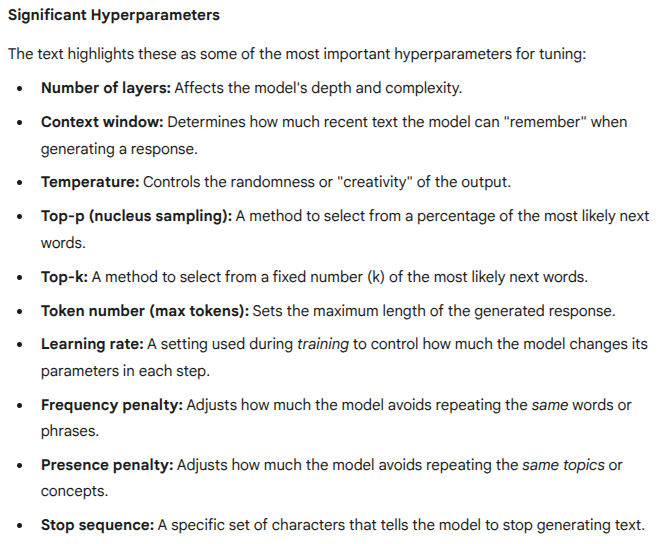 Significant Hyperparameters
The text highlights these as some of the most important hyperparameters for tuning:
• Number of layers: Affects the model's depth and complexity.
• Context window: Determines how much recent text the model can "remember" when
generating a response.
• Temperature: Controls the randomness or "creativity" of the output.
• Top-p (nucleus sampling): A method to select from a percentage of the most likely next
words.
• Top-k: A method to select from a fixed number (k) of the most likely next words.
• Token number (max tokens): Sets the maximum length of the generated response.
• Learning rate: A setting used during training to control how much the model changes its
parameters in each step.
• Frequency penalty: Adjusts how much the model avoids repeating the same words or
phrases.
• Presence penalty: Adjusts how much the model avoids repeating the same topics or
concepts.
• Stop sequence: A specific set of characters that tells the model to stop generating text.